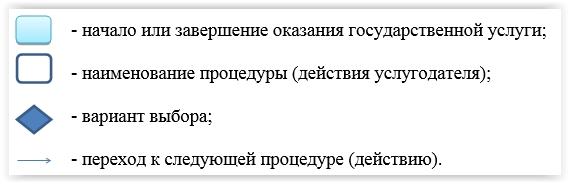 - начало или завершение оказания государственной услуги;
- наименование процедуры (действия услугодателя);
- вариант выбора;
- переход к следующей процедуре (действию).